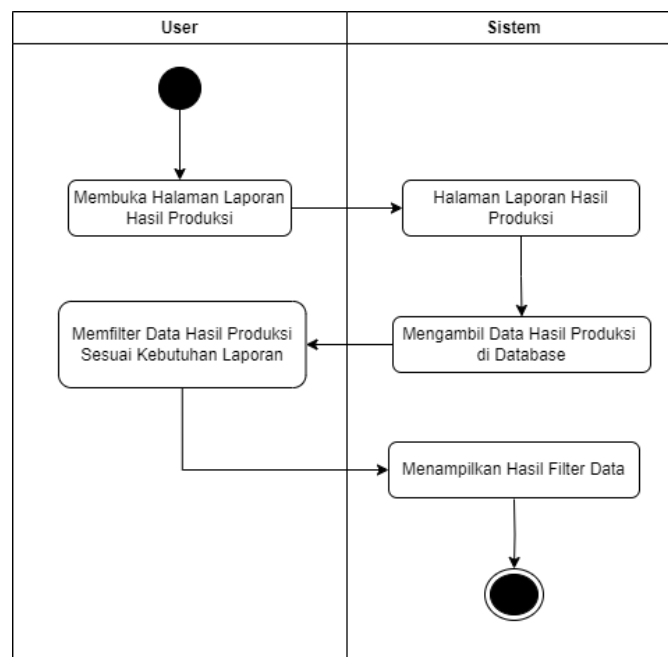 User
Sistem
Membuka Halaman Laporan
Hasil Produksi
Halaman Laporan Hasil
Produksi
Mengambil Data Hasil Produksi
di Database
Memfilter Data Hasil Produksi
Sesuai Kebutuhan Laporan
Menampilkan Hasil Filter Data